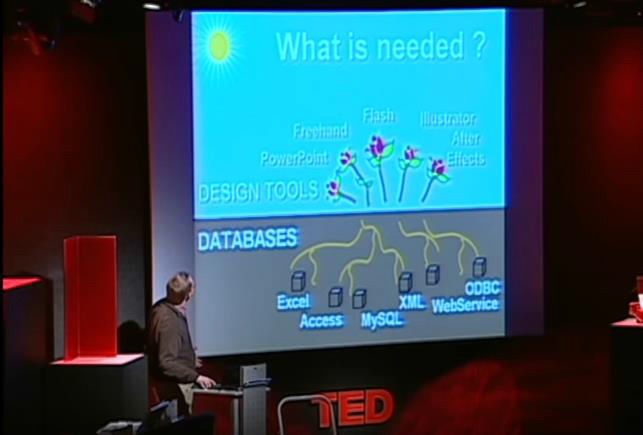 What is needed ?
Flash
Illustrator
Freehand
After
PowerPoint
Effects
DESIGN TOOLS :
DATABASES
ODBC
Excel
XML
WebService
Access
MySQL
TED